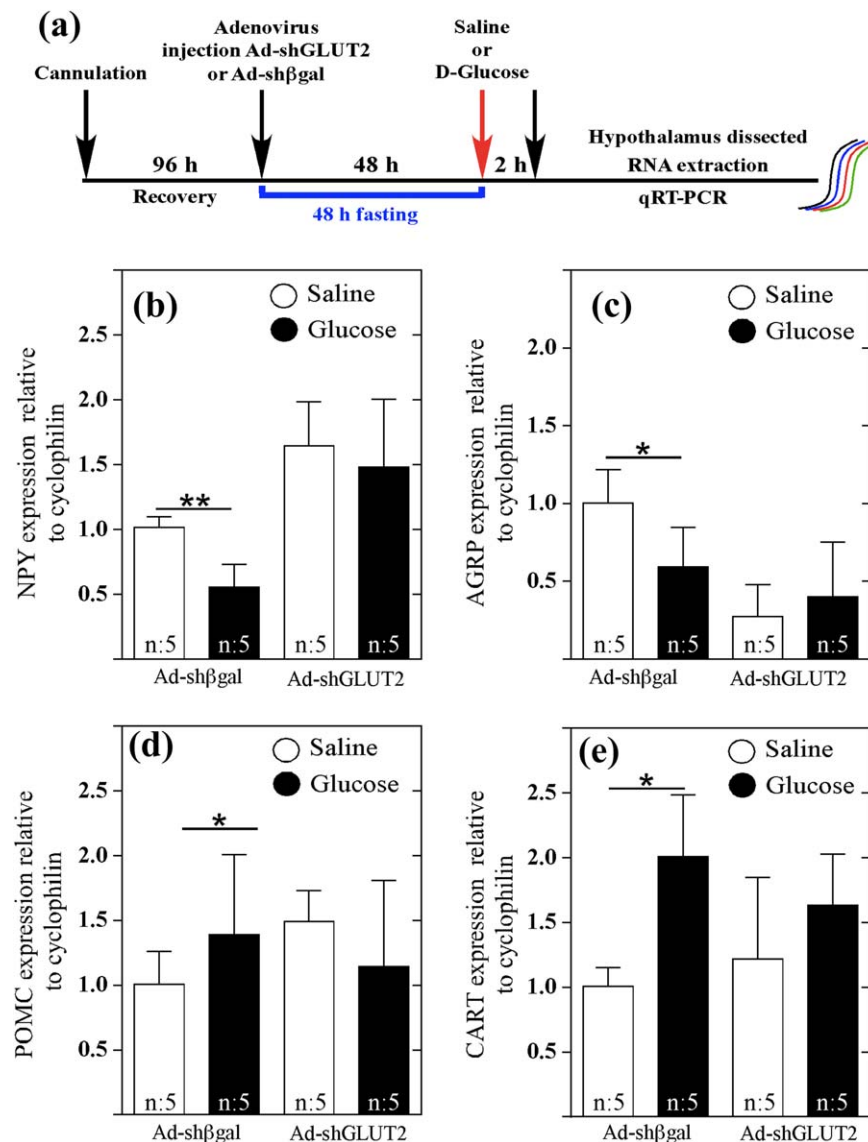 (a)
Adenovirus
injection Ad-shGLUT2
or Ad-shβgal
Saline
or
D-Glucose
Cannulation
96 h
48 h
2 h
Hypothalamus dissected
RNA extraction
Recovery
48 h fasting
qRT-PCR
(b)
Saline
Glucose
NPY expression relative
to cyclophilin
2.5
2.0
1.5
1.0
0.5
**
n:5
n:5
n:5
n:5
Ad-shβgal
Ad-shGLUT2
(c)
Saline
Glucose
AGRP expression relative
to cyclophilin
2.0
1.5
1.0
0.5
*
n:5
n:5
n:5
n:5
Ad-shβgal
Ad-shGLUT2
(d)
Saline
Glucose
POMC expression relative
to cyclophilin
2.5
2.0
1.5
1.0
0.5
*
n:5
n:5
n:5
n:5
Ad-shβgal
Ad-shGLUT2
(e)
Saline
Glucose
CART expression relative
to cyclophilin
2.5
2.0
1.5
1.0
0.5
*
n:5
n:5
n:5
n:5
Ad-shβgal
Ad-shGLUT2